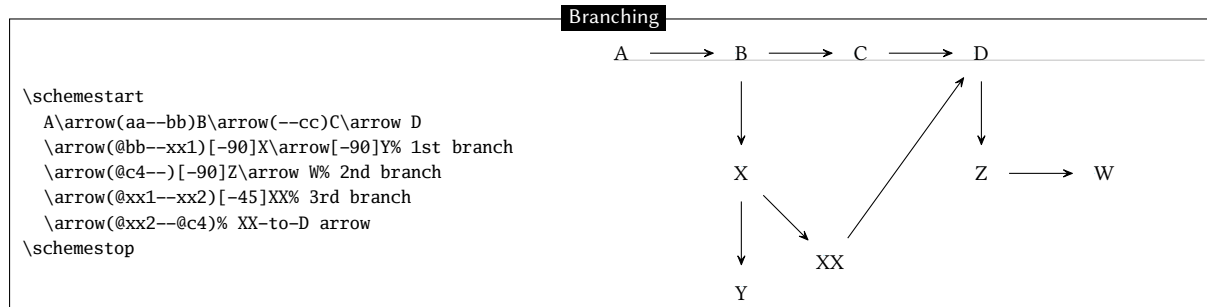 Branching
\schemestart
A\arrow(aa--bb)B\arrow(--cc)C\arrow D
\arrow(@bb--xx1)[-90]X\arrow[-90]Y% 1st branch
\arrow(@c4--)[-90]Z\arrow W% 2nd branch
\arrow(@xx1--xx2)[-45]XX% 3rd branch
\arrow(@xx2--@c4)% XX-to-D arrow
\schemestop
A B C D
X Z W
XX
Y